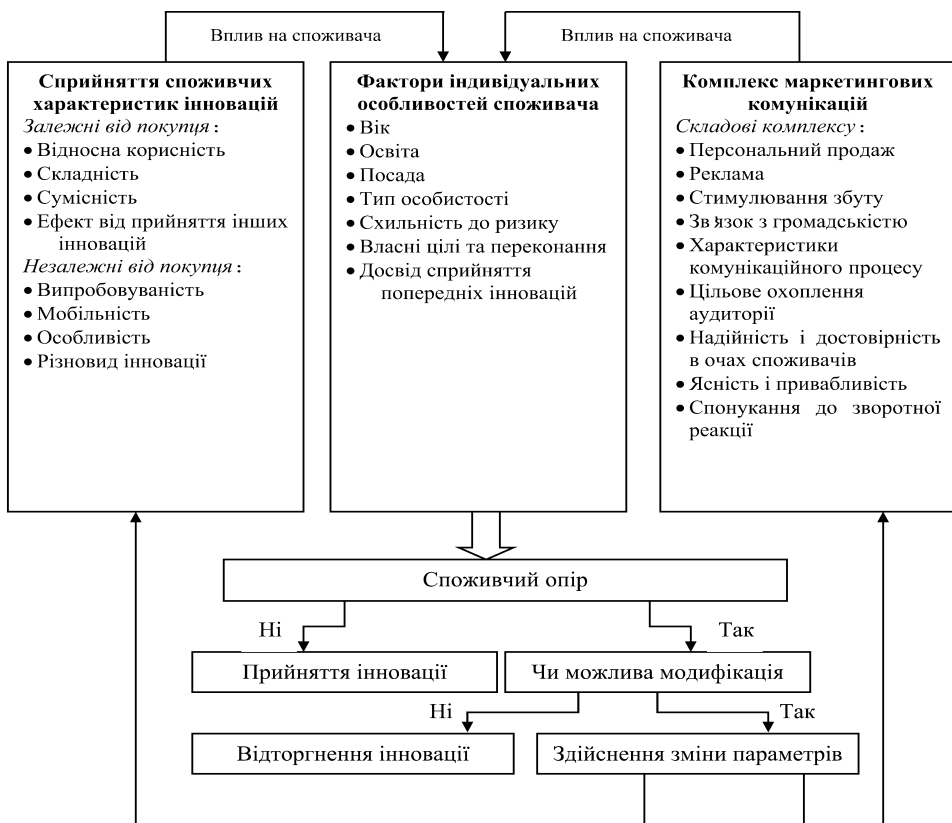 Вплив на споживача
Вплив на споживача
Сприйняття споживчих
характеристик інновацій
Залежні від покупця :
• Відносна корисність
• Складність
• Сумісність
• Ефект від прийняття інших
інновацій
Незалежні від покупця :
• Випробовуваність
• Мобільність
• Особливість
• Різновид інновації
Фактори індивідуальних
особливостей споживача
• Вік
• Освіта
• Посада
• Тип особистості
• Схильність до ризику
• Власні цілі та переконання
• Досвід сприйняття
попередніх інновацій
Комплекс маркетингових
комунікацій
Складові комплексу :
• Персональний продаж
• Реклама
• Стимулювання збуту
• Зв'язок з громадськістю
• Характеристики
комунікаційного процесу
• Цільове охоплення
аудиторії
• Надійність і достовірність
в очах споживачів
• Ясність і привабливість
• Спонукання до зворотної
реакції
Споживчий опір
Ні
Так
Прийняття інновації
Чи можлива модифікація
Ні
Так
Відторгнення інновації
Здійснення зміни параметрів